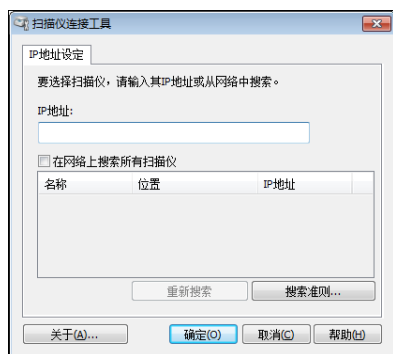 扫描仪连接工具
IP地址设定
要选择扫描仪，请输入其IP地址或从网络中搜索。
IP地址:
在网络上搜索所有扫描仪
名称 位置 IP地址
重新搜索 搜索准则...
关于(A)... 确定(O) 取消(C) 帮助(H)